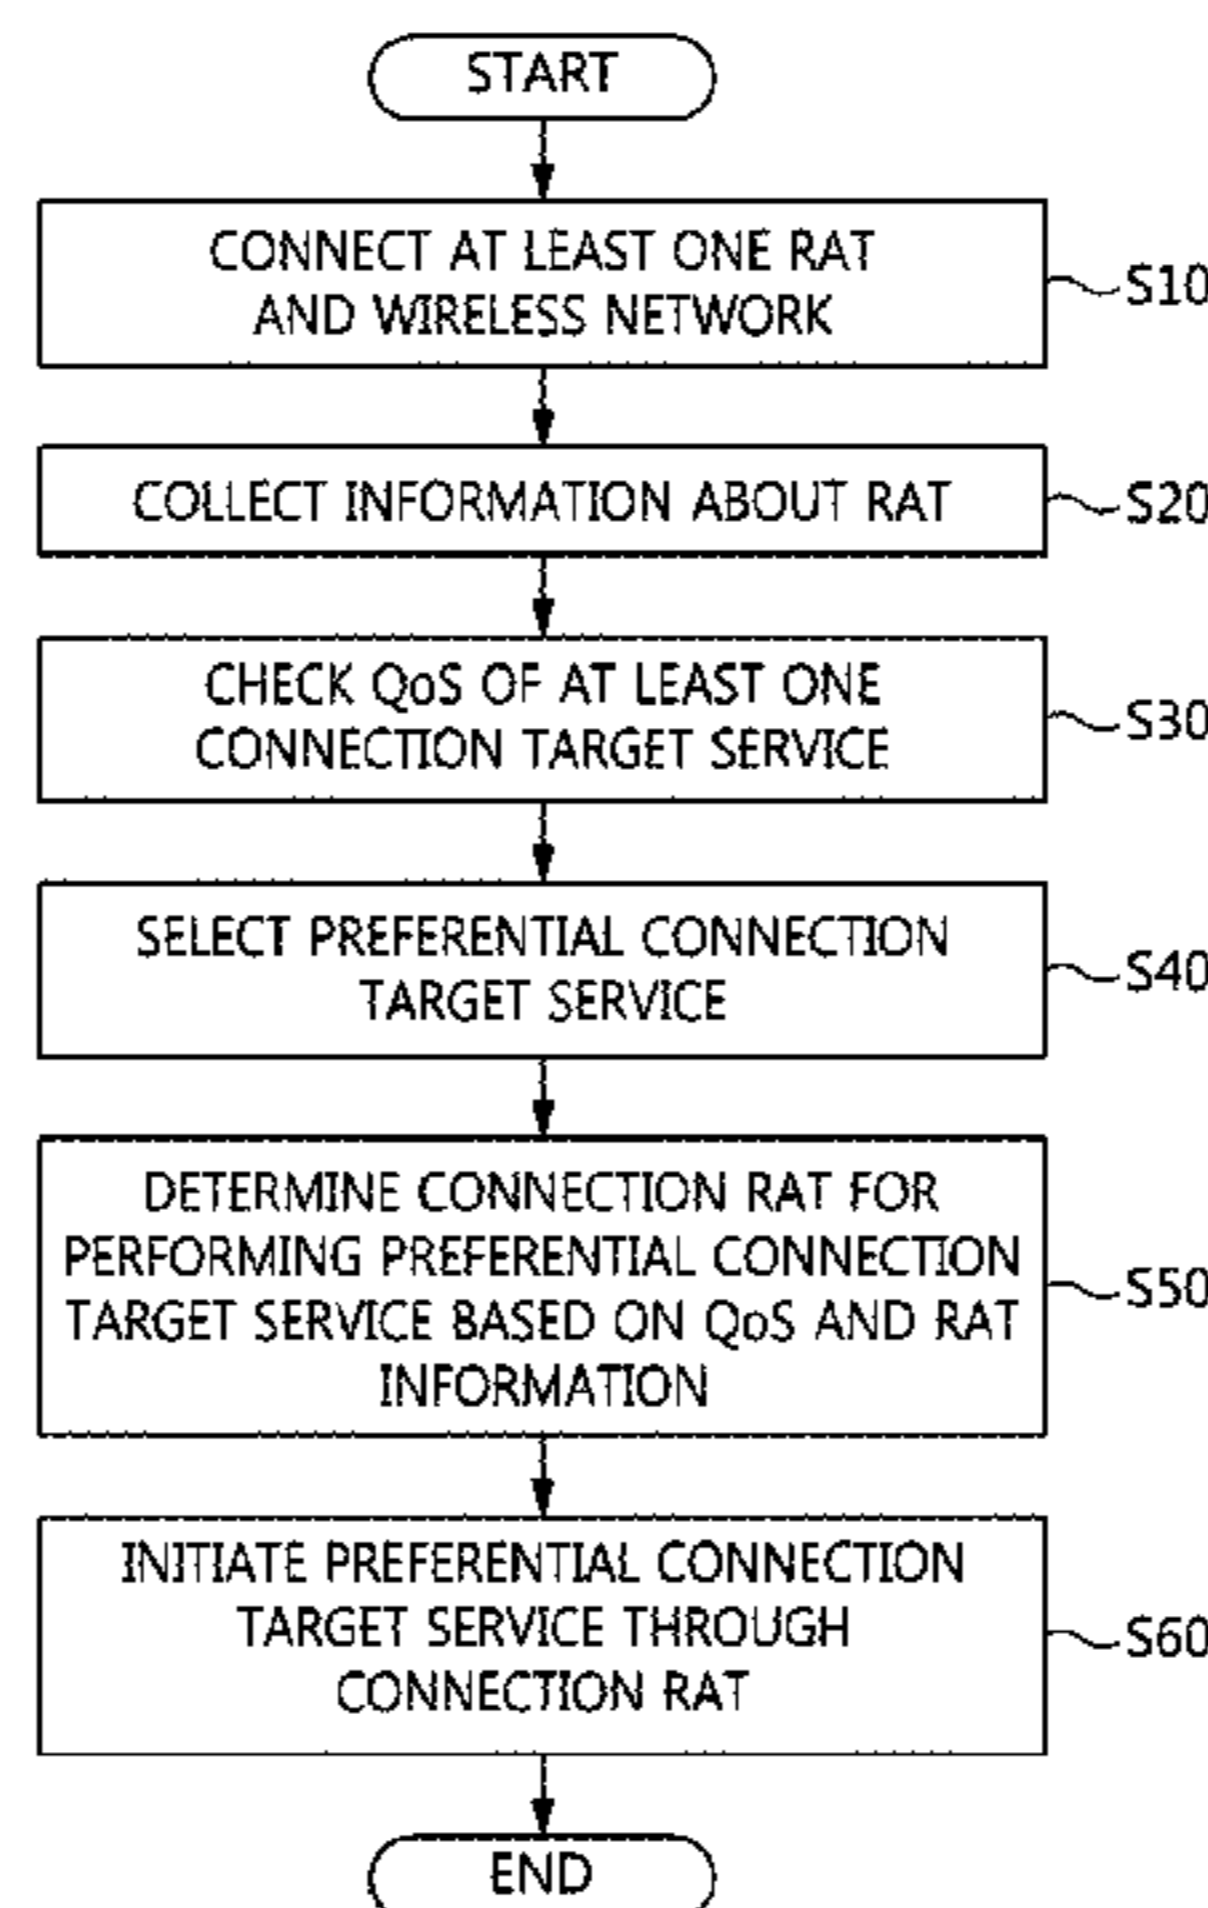 START
CONNECT AT LEAST ONE RAT
AND WIRELESS NETWORK
S10
COLLECT INFORMATION ABOUT RAT
S20
CHECK QoS OF AT LEAST ONE
CONNECTION TARGET SERVICE
S30
SELECT PREFERENTIAL CONNECTION
TARGET SERVICE
S40
DETERMINE CONNECTION RAT FOR
PERFORMING PREFERENTIAL CONNECTION
TARGET SERVICE BASED ON QoS AND RAT
INFORMATION
S50
INITIATE PREFERENTIAL CONNECTION
TARGET SERVICE THROUGH
CONNECTION RAT
S60
END